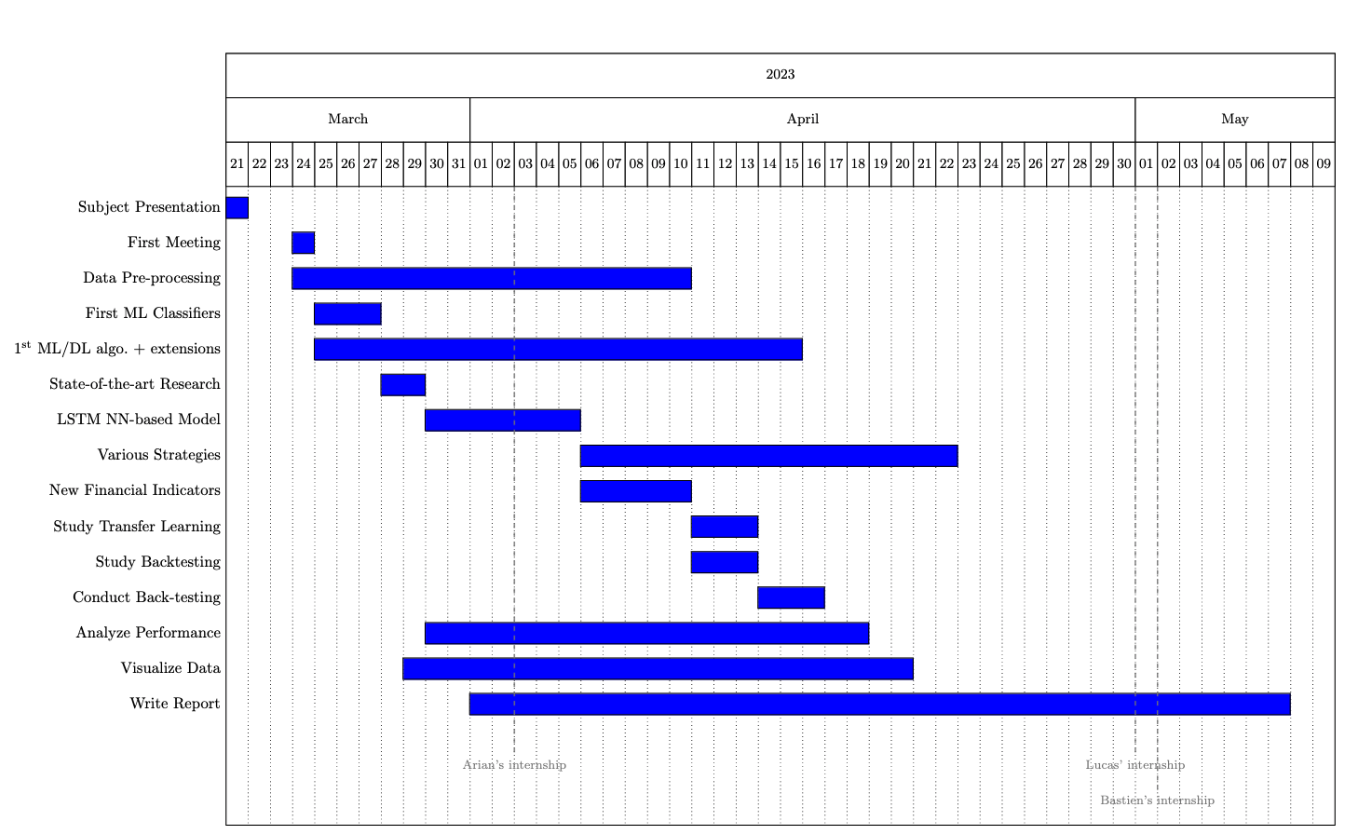 2023
March April May
21 22 23 24 25 26 27 28 29 30 31 01 02 03 04 05 06 07 08 09 10 11 12 13 14 15 16 17 18 19 20 21 22 23 24 25 26 27 28 29 30 01 02 03 04 05 06 07 08 09
Subject Presentation
First Meeting
Data Pre-processing
First ML Classifiers
1st ML/DL algo. + extensions
State-of-the-art Research
LSTM NN-based Model
Various Strategies
New Financial Indicators
Study Transfer Learning
Study Backtesting
Conduct Back-testing
Analyze Performance
Visualize Data
Write Report
Arian's internship Lucas' internship
Bastien's internship